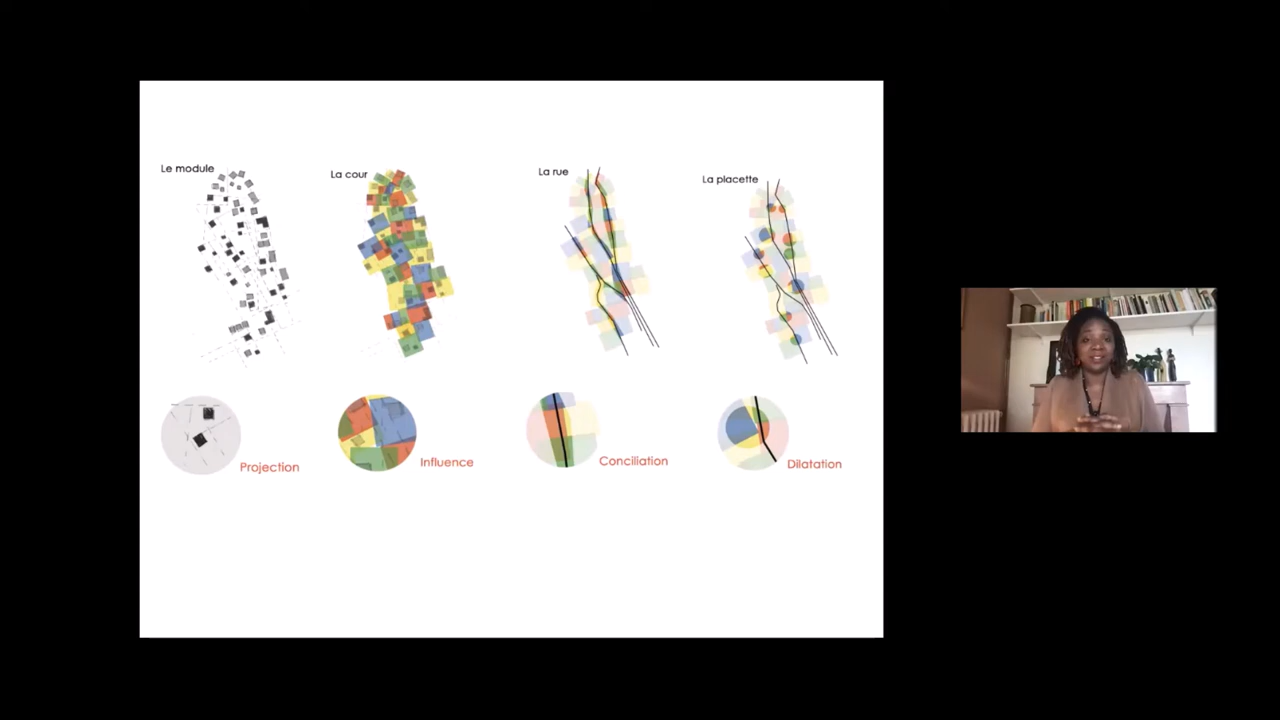 Le module
La cour
La rue
La placette
Projection
Influence
Conciliation
Dilatation